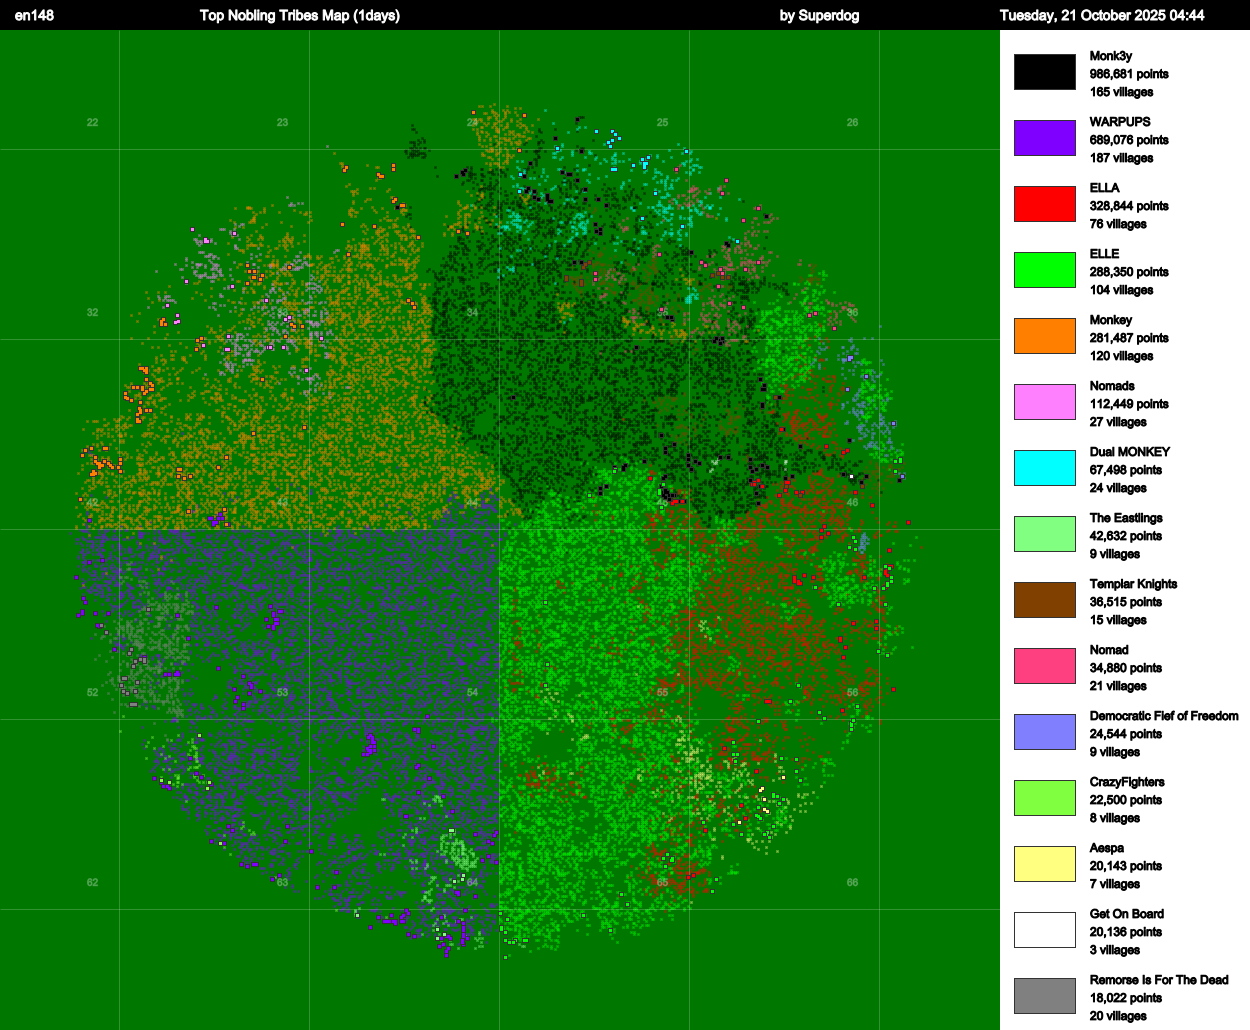 en148 Top Nobling Tribes Map (1days) by Superdog Tuesday, 21 October 2025 04:44
Monk3y
986,681 points
165 villages
WARPUPS
689,076 points
187 villages
ELLA
328,844 points
76 villages
ELLE
288,350 points
104 villages
Monkey
281,487 points
120 villages
Nomads
112,449 points
27 villages
Dual MONKEY
67,498 points
24 villages
The Eastlings
42,632 points
9 villages
Templar Knights
36,515 points
15 villages
Nomad
34,880 points
21 villages
Democratic Fief of Freedom
24,544 points
9 villages
CrazyFighters
22,500 points
8 villages
Aespa
20,143 points
7 villages
Get On Board
20,136 points
3 villages
Remorse Is For The Dead
18,022 points
20 villages
22 23 24 25 26
32 34
52 53 54 55 56
62 63 64 65 66